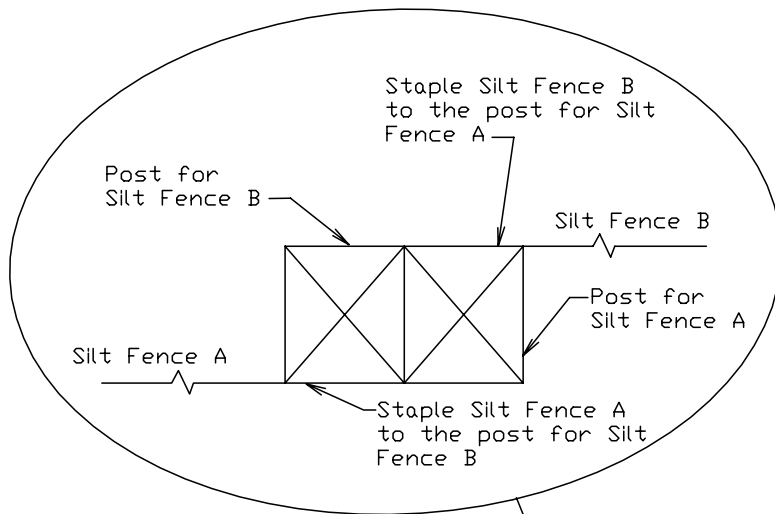 Staple Silt Fence B
to the post for Silt
Fence A
Post for
Silt Fence B
Silt Fence B
Post for
Silt Fence A
Silt Fence A
Staple Silt Fence A
to the post for Silt
Fence B